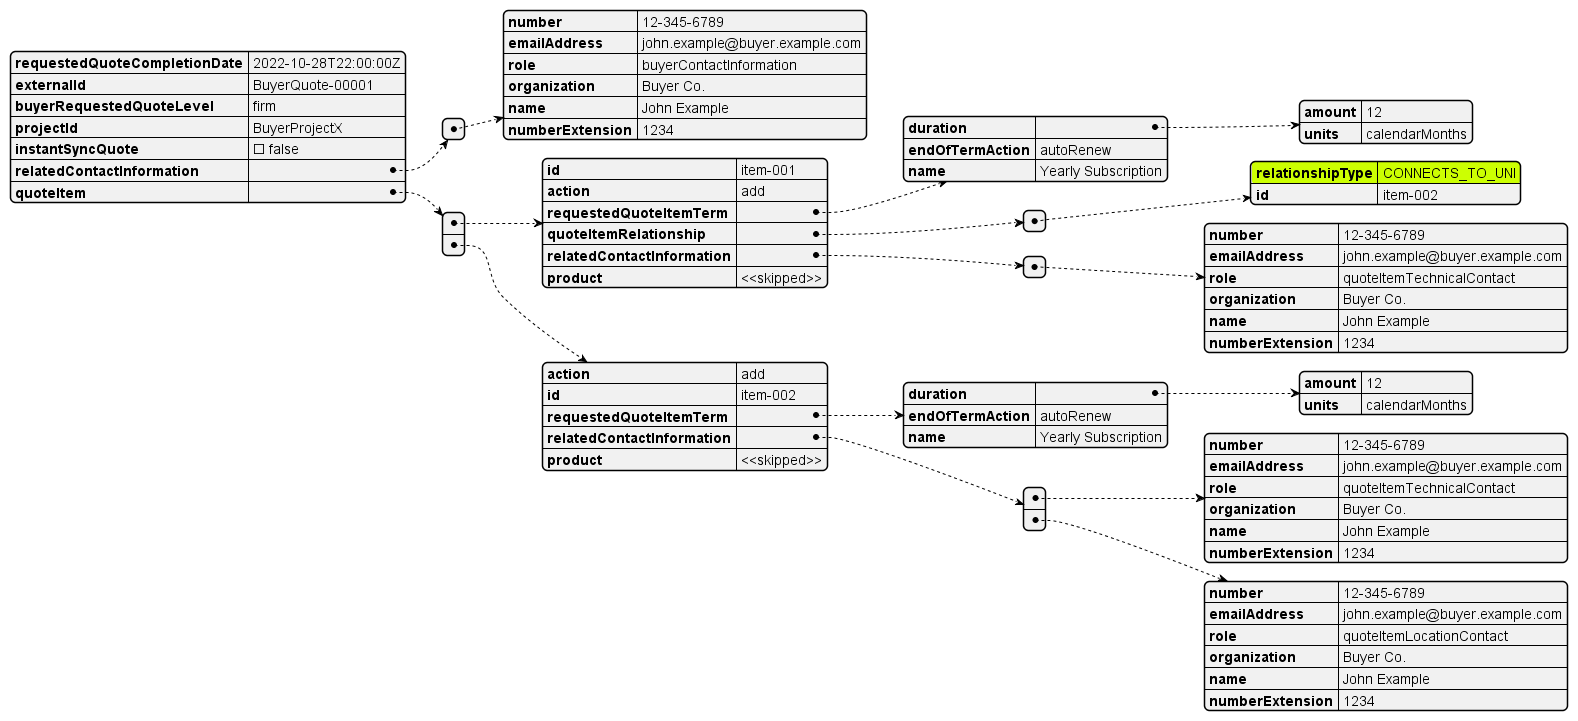 requestedQuoteCompletionDate 2022-10-28T22:00:00Z
externalId BuyerQuote-00001
buyerRequestedQuoteLevel firm
projectId BuyerProjectX
instantSyncQuote ☐ false
relatedContactInformation
quoteItem
number 12-345-6789
emailAddress john.example@buyer.example.com
role buyerContactInformation
organization Buyer Co.
name John Example
numberExtension 1234
id item-001
action add
requestedQuoteItemTerm
quoteItemRelationship
relatedContactInformation
product <<skipped>>
duration
endOfTermAction autoRenew
name Yearly Subscription
amount 12
units calendarMonths
relationshipType CONNECTS_TO_UNI
id item-002
number 12-345-6789
emailAddress john.example@buyer.example.com
role quoteItemTechnicalContact
organization Buyer Co.
name John Example
numberExtension 1234
action add
id item-002
requestedQuoteItemTerm
relatedContactInformation
product <<skipped>>
duration
endOfTermAction autoRenew
name Yearly Subscription
amount 12
units calendarMonths
number 12-345-6789
emailAddress john.example@buyer.example.com
role quoteItemTechnicalContact
organization Buyer Co.
name John Example
numberExtension 1234
number 12-345-6789
emailAddress john.example@buyer.example.com
role quoteItemLocationContact
organization Buyer Co.
name John Example
numberExtension 1234